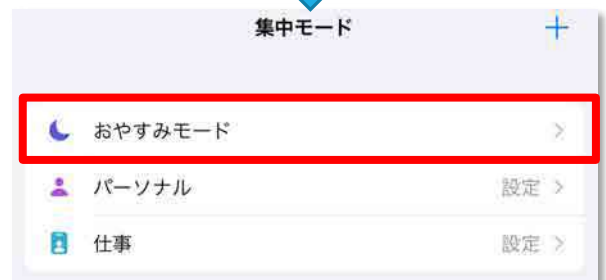 集中モード
おやすみモード
パーソナル 設定
仕事 設定